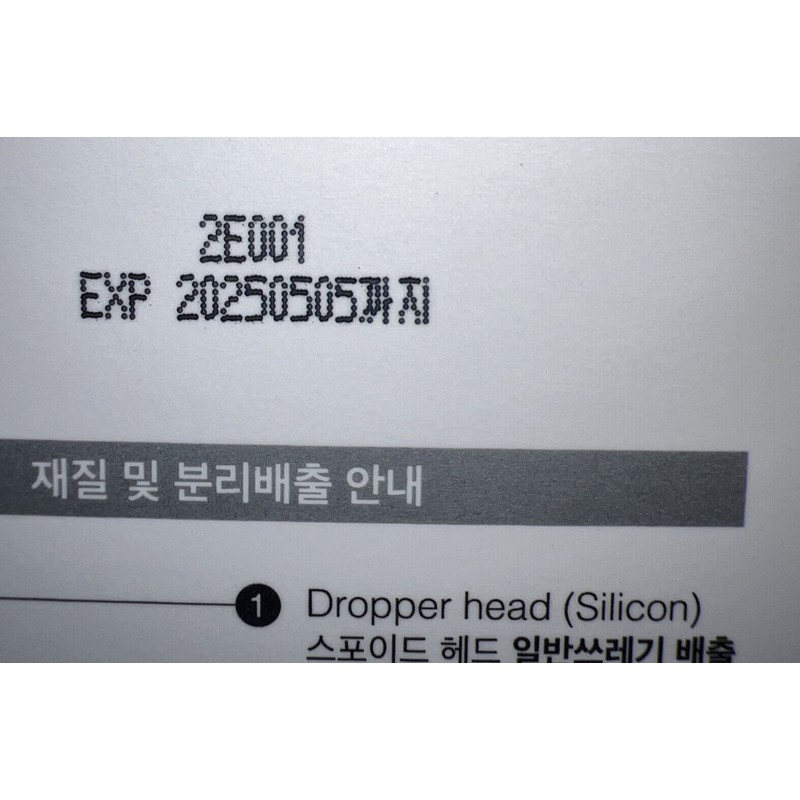 2E001
EXP 20250505까지
재질 및 분리배출 안내
1 Dropper head (Silicon)
스포이드 헤드 일반쓰레기 배출